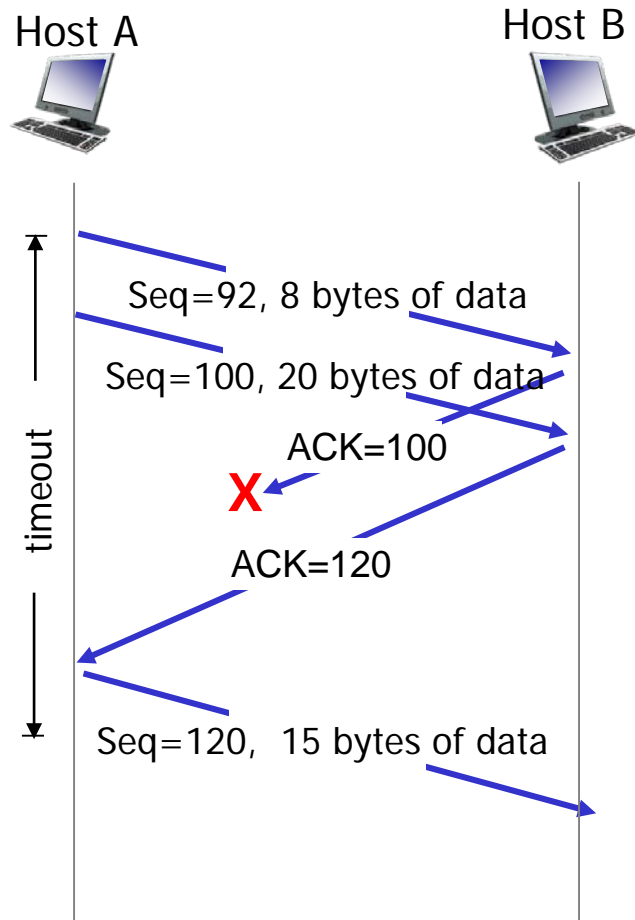 Host A
Host B
Seq=92, 8 bytes of data
Seq=100, 20 bytes of data
ACK=100
X
timeout
ACK=120
Seq=120, 15 bytes of data